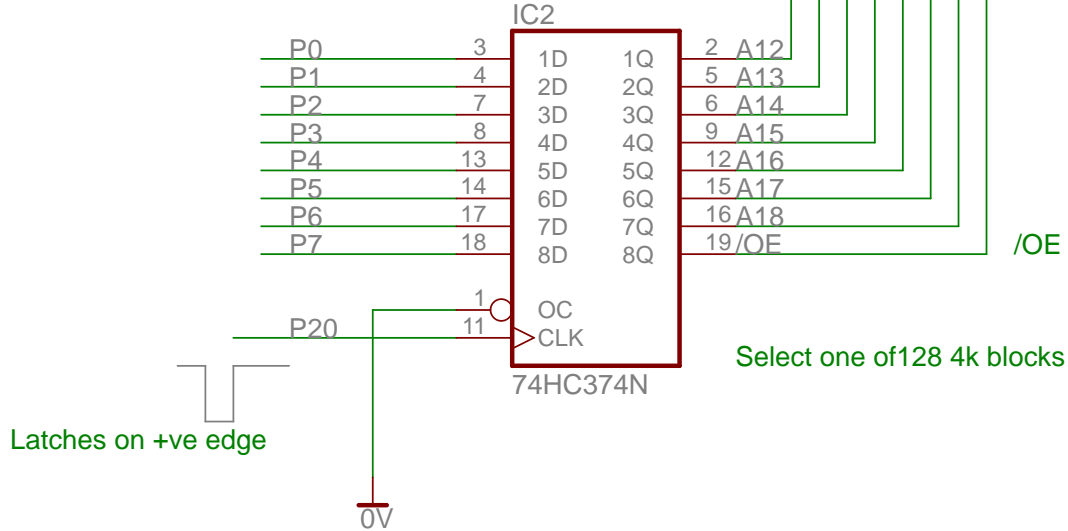 IC2
P0 3 1D 1Q 2 A12
P1 4 2D 2Q 5 A13
P2 7 3D 3Q 6 A14
P3 8 4D 4Q 9 A15
P4 13 5D 5Q 12 A16
P5 14 6D 6Q 15 A17
P6 17 7D 7Q 16 A18
P7 18 8D 8Q 19 /OE /OE
1 OC
P20 11 CLK
Select one of128 4k blocks
74HC374N
Latches on +ve edge
0V